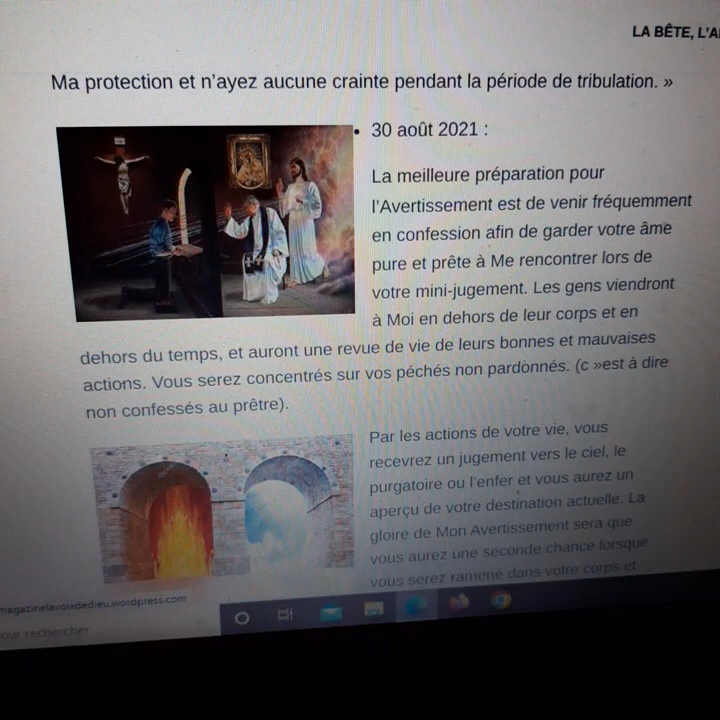 LA BÊTE, L'A
Ma protection et n'ayez aucune crainte pendant la période de tribulation. »
• 30 août 2021 :
La meilleure préparation pour
l'Avertissement est de venir fréquemment
en confession afin de garder votre âme
pure et prête à Me rencontrer lors de
votre mini-jugement. Les gens viendront
à Moi en dehors de leur corps et en
dehors du temps, et auront une revue de vie de leurs bonnes et mauvaises
actions. Vous serez concentrés sur vos péchés non pardonnés. (c »est à dire
non confessés au prêtre).
Par les actions de votre vie, vous
recevrez un jugement vers le ciel, le
purgatoire ou l'enfer et vous aurez un
aperçu de votre destination actuelle. La
gloire de Mon Avertissement sera que
vous aurez une seconde chance lorsque
vous serez ramené dans votre corps et
magazinelavoixdedieu.wordpress.com
our rechercher